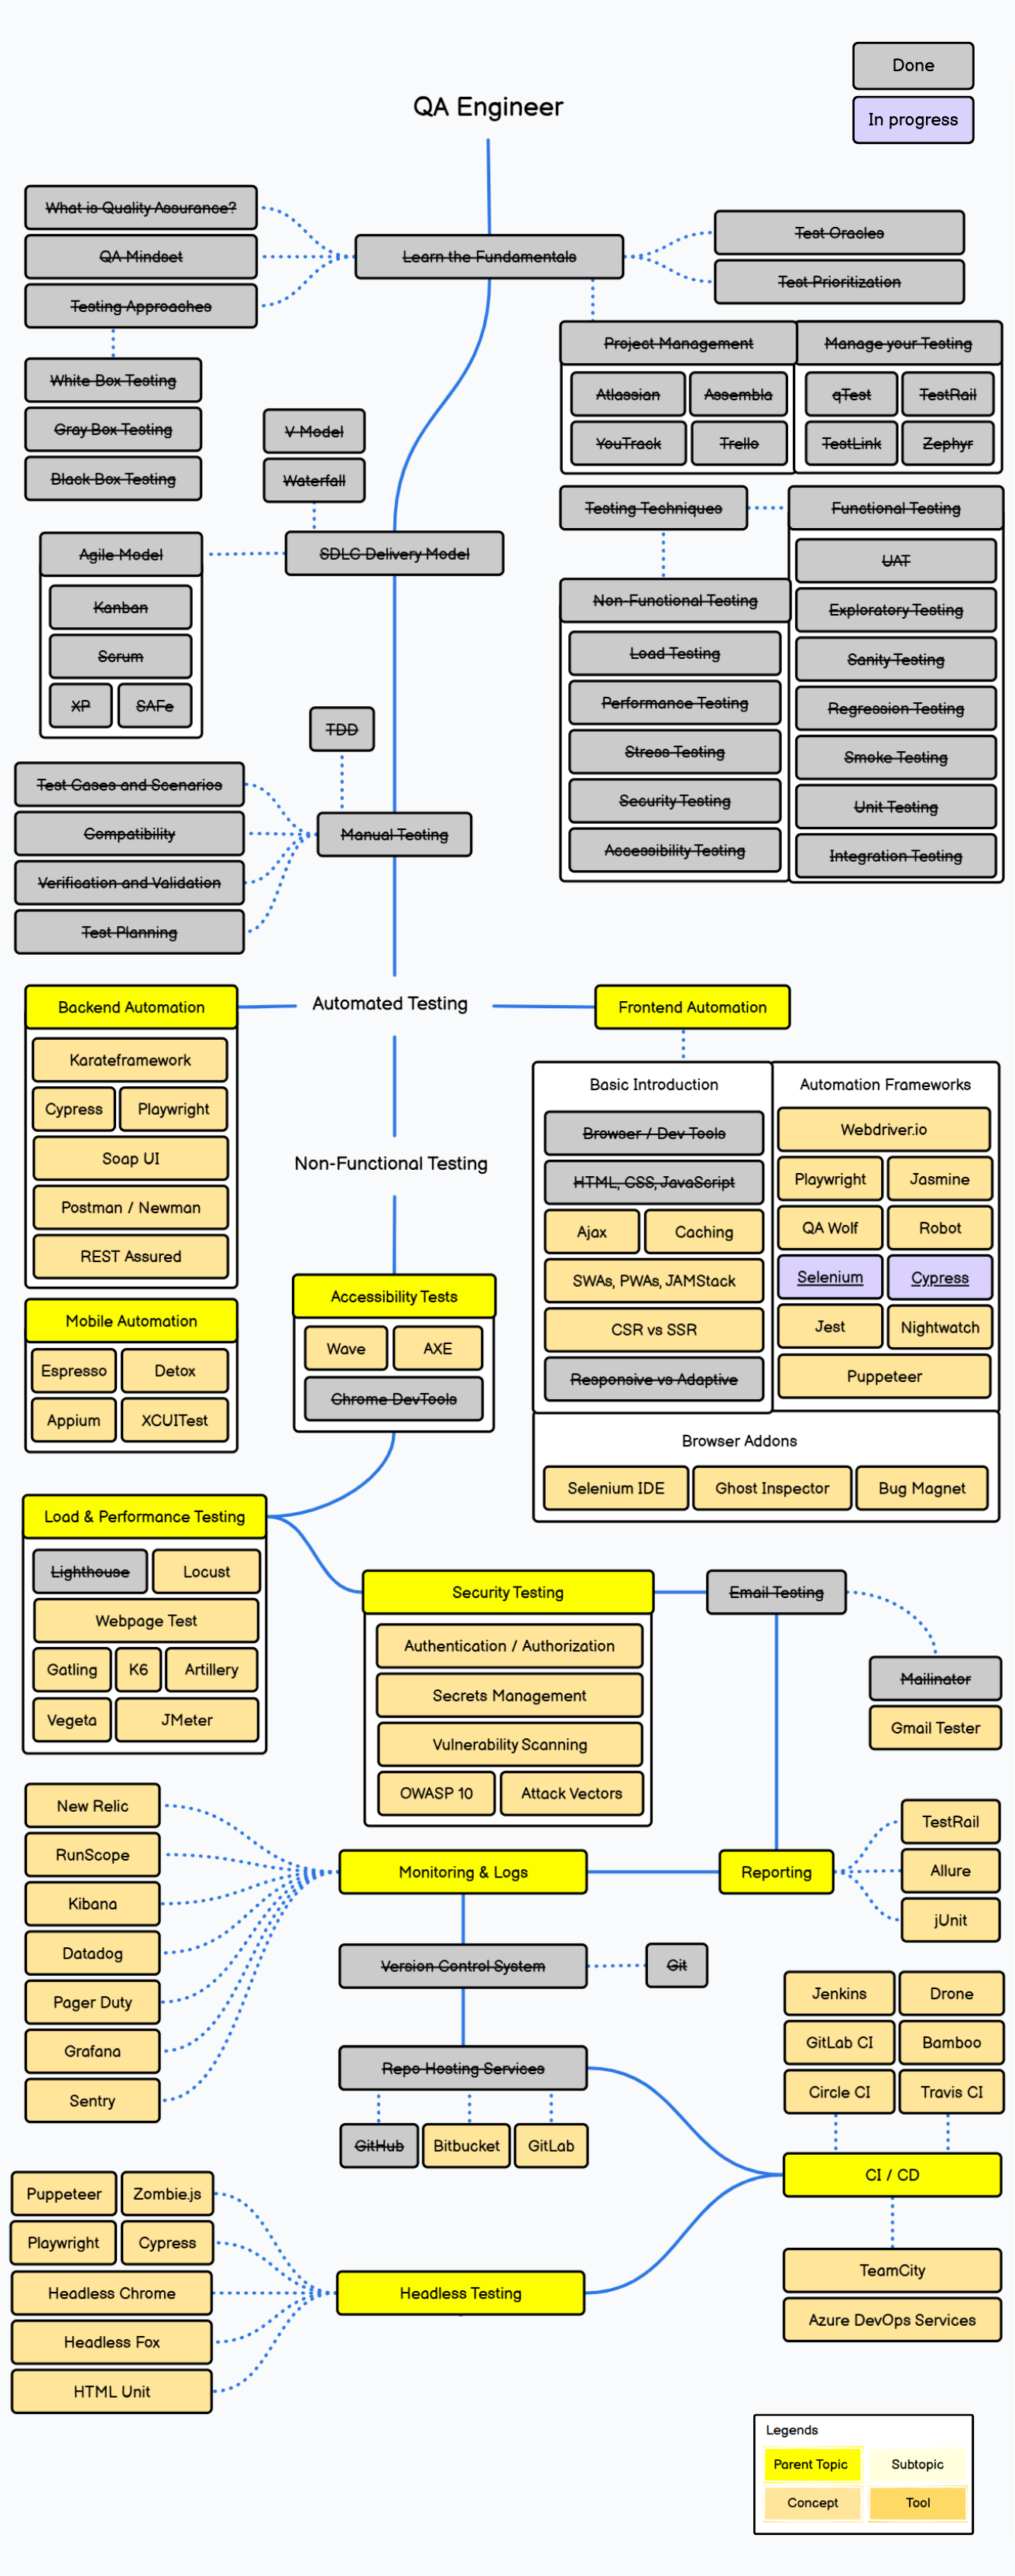 Done
In progress
QA Engineer
What is Quality Assurance?
QA Mindset
Testing Approaches
Learn the Fundamentals
Test Oracles
Test Prioritization
White Box Testing
Gray Box Testing
Black Box Testing
Project Management
Atlassian
Assembla
YouTrack
Trello
Manage your Testing
qTest
TestRail
TestLink
Zephyr
V Model
Waterfall
SDLC Delivery Model
Agile Model
Kanban
Scrum
XP
SAFe
Testing Techniques
Functional Testing
UAT
Exploratory Testing
Sanity Testing
Regression Testing
Smoke Testing
Unit Testing
Integration Testing
Non-Functional Testing
Load Testing
Performance Testing
Stress Testing
Security Testing
Accessibility Testing
TDD
Manual Testing
Test Cases and Scenarios
Compatibility
Verification and Validation
Test Planning
Automated Testing
Backend Automation
Karateframework
Cypress
Playwright
Soap UI
Postman / Newman
REST Assured
Mobile Automation
Espresso
Detox
Appium
XCUITest
Frontend Automation
Basic Introduction
Browser / Dev Tools
HTML, CSS, JavaScript
Ajax
Caching
SWAs, PWAs, JAMStack
CSR vs SSR
Responsive vs Adaptive
Automation Frameworks
Webdriver.io
Playwright
Jasmine
QA Wolf
Robot
Selenium
Cypress
Jest
Nightwatch
Puppeteer
Browser Addons
Selenium IDE
Ghost Inspector
Bug Magnet
Non-Functional Testing
Accessibility Tests
Wave
AXE
Chrome DevTools
Load & Performance Testing
Lighthouse
Locust
Webpage Test
Gatling
K6
Artillery
Vegeta
JMeter
Security Testing
Authentication / Authorization
Secrets Management
Vulnerability Scanning
OWASP 10
Attack Vectors
Email Testing
Mailinator
Gmail Tester
Reporting
TestRail
Allure
jUnit
Monitoring & Logs
New Relic
RunScope
Kibana
Datadog
Pager Duty
Grafana
Sentry
Version Control System
Git
Repo Hosting Services
GitHub
Bitbucket
GitLab
Jenkins
Drone
GitLab CI
Bamboo
Circle CI
Travis CI
CI / CD
TeamCity
Azure DevOps Services
Headless Testing
Puppeteer
Zombie.js
Playwright
Cypress
Headless Chrome
Headless Fox
HTML Unit
Legends
Parent Topic
Subtopic
Concept
Tool